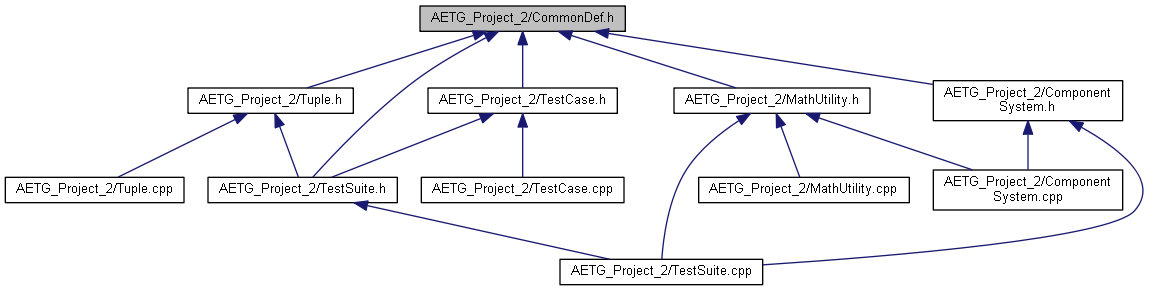 AETG_Project_2/CommonDef.h
AETG_Project_2/Tuple.h
AETG_Project_2/TestCase.h
AETG_Project_2/MathUtility.h
AETG_Project_2/Component
System.h
AETG_Project_2/Tuple.cpp
AETG_Project_2/TestSuite.h
AETG_Project_2/TestCase.cpp
AETG_Project_2/MathUtility.cpp
AETG_Project_2/Component
System.cpp
AETG_Project_2/TestSuite.cpp